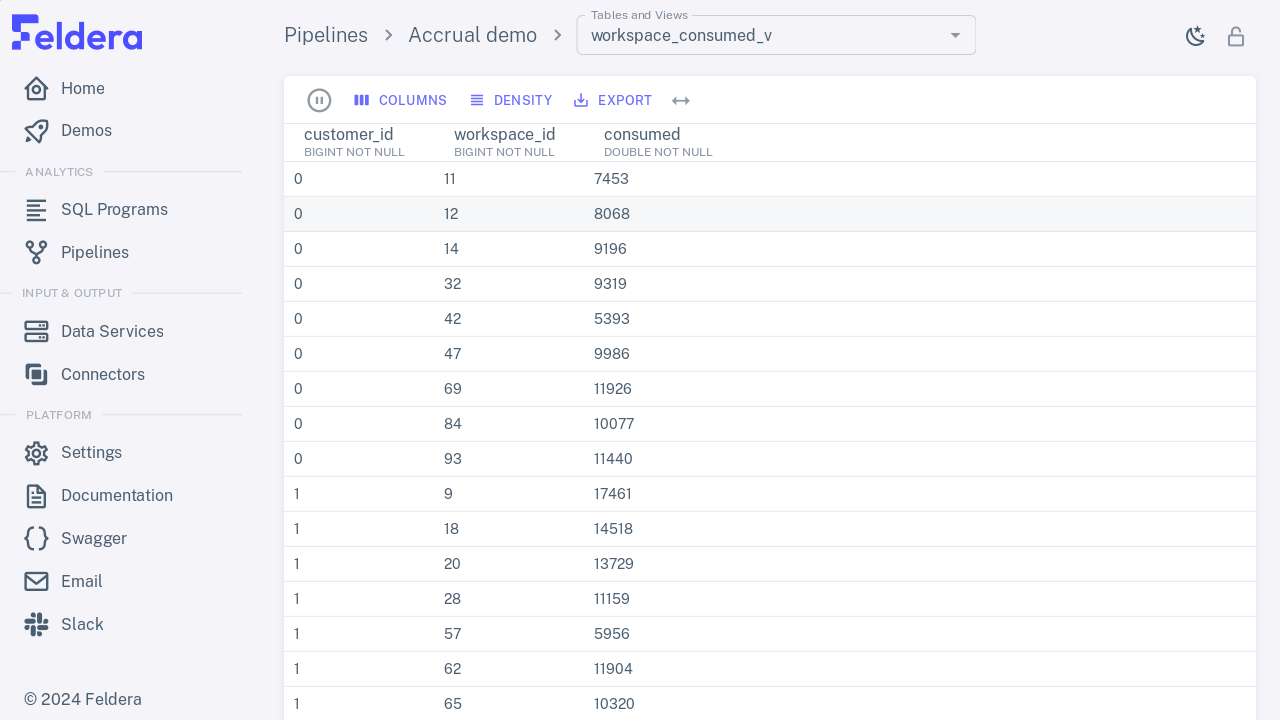 Feldera
Home
Demos
ANALYTICS
SQL Programs
Pipelines
INPUT & OUTPUT
Data Services
Connectors
PLATFORM
Settings
Documentation
Swagger
Email
Slack
© 2024 Feldera
Pipelines
Accrual demo
Tables and Views
workspace_consumed_v
COLUMNS DENSITY EXPORT
customer_id workspace_id consumed
BIGINT NOT NULL BIGINT NOT NULL DOUBLE NOT NULL
0 11 7453
0 12 8068
0 14 9196
0 32 9319
0 42 5393
0 47 9986
0 69 11926
0 84 10077
0 93 11440
1 9 17461
1 18 14518
1 20 13729
1 28 11159
1 57 5956
1 62 11904
1 65 10320